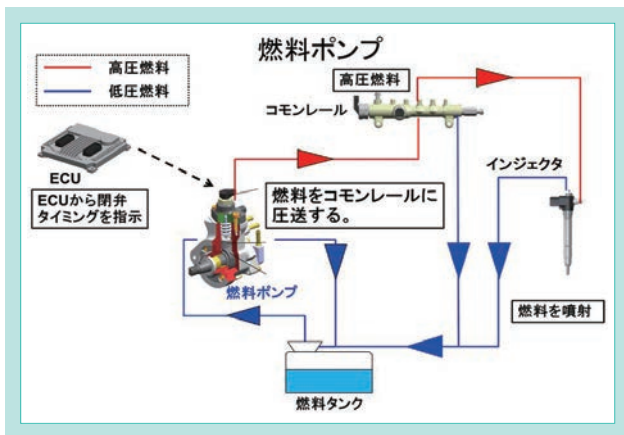 燃料ポンプ
高圧燃料
低圧燃料
高圧燃料
コモンレール
ECU
ECUから閉弁
タイミングを指示
燃料をコモンレールに
圧送する。
インジェクタ
燃料ポンプ
燃料を噴射
燃料タンク